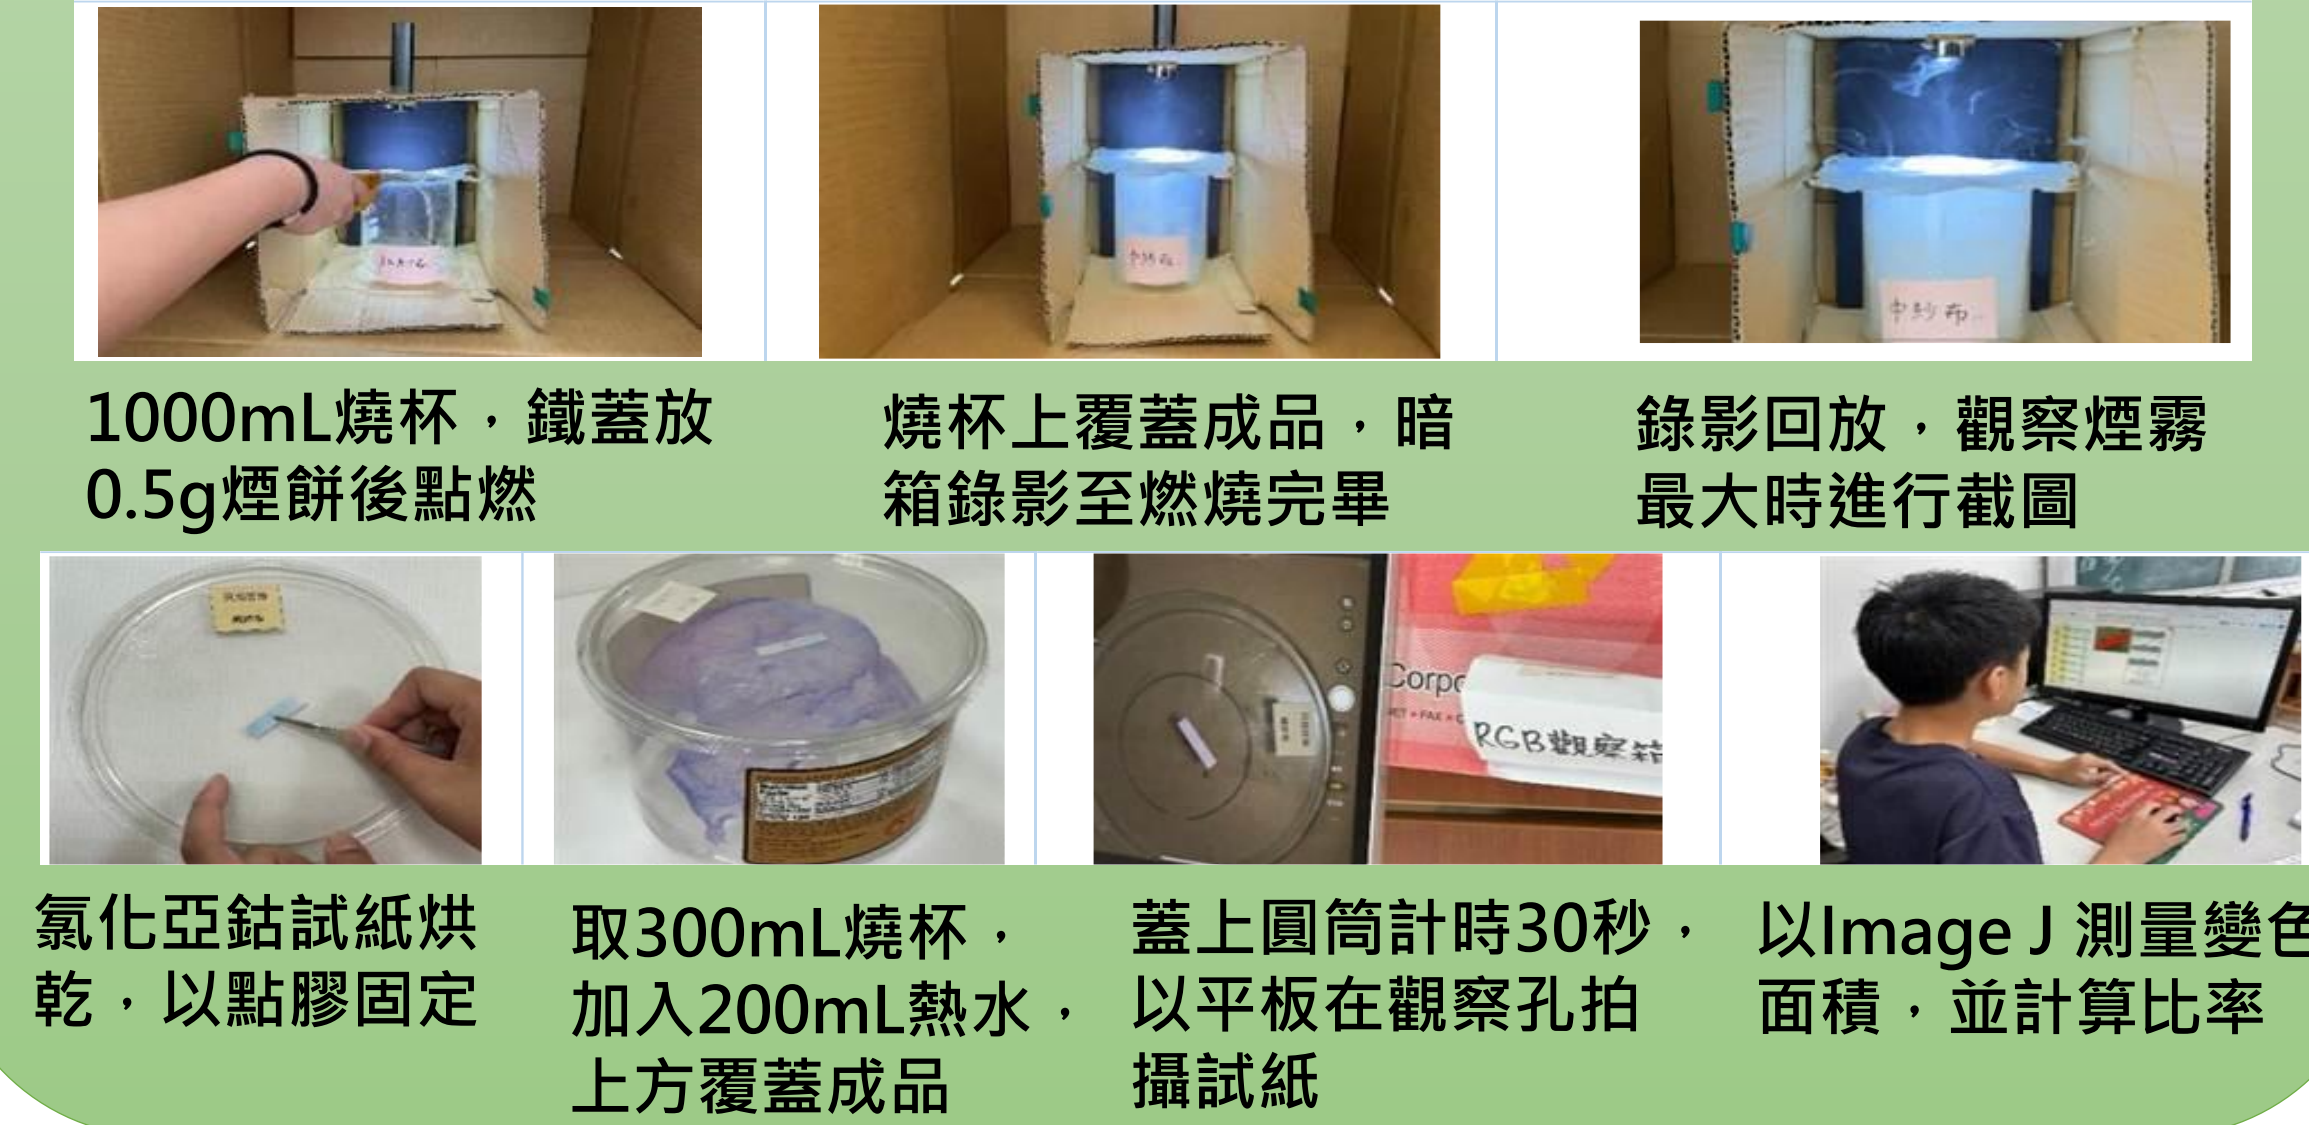 中紗布
1000mL燒杯，鐵蓋放
0.5g煙餅後點燃
燒杯上覆蓋成品，暗
箱錄影至燃燒完畢
錄影回放，觀察煙霧
最大時進行截圖
Corpo
RGB觀察箱
氯化亞鈷試紙烘
乾，以點膠固定
取300mL燒杯，
加入200mL熱水，
上方覆蓋成品
蓋上圓筒計時30秒，
以平板在觀察孔拍
攝試紙
以Image J 測量變色
面積，並計算比率